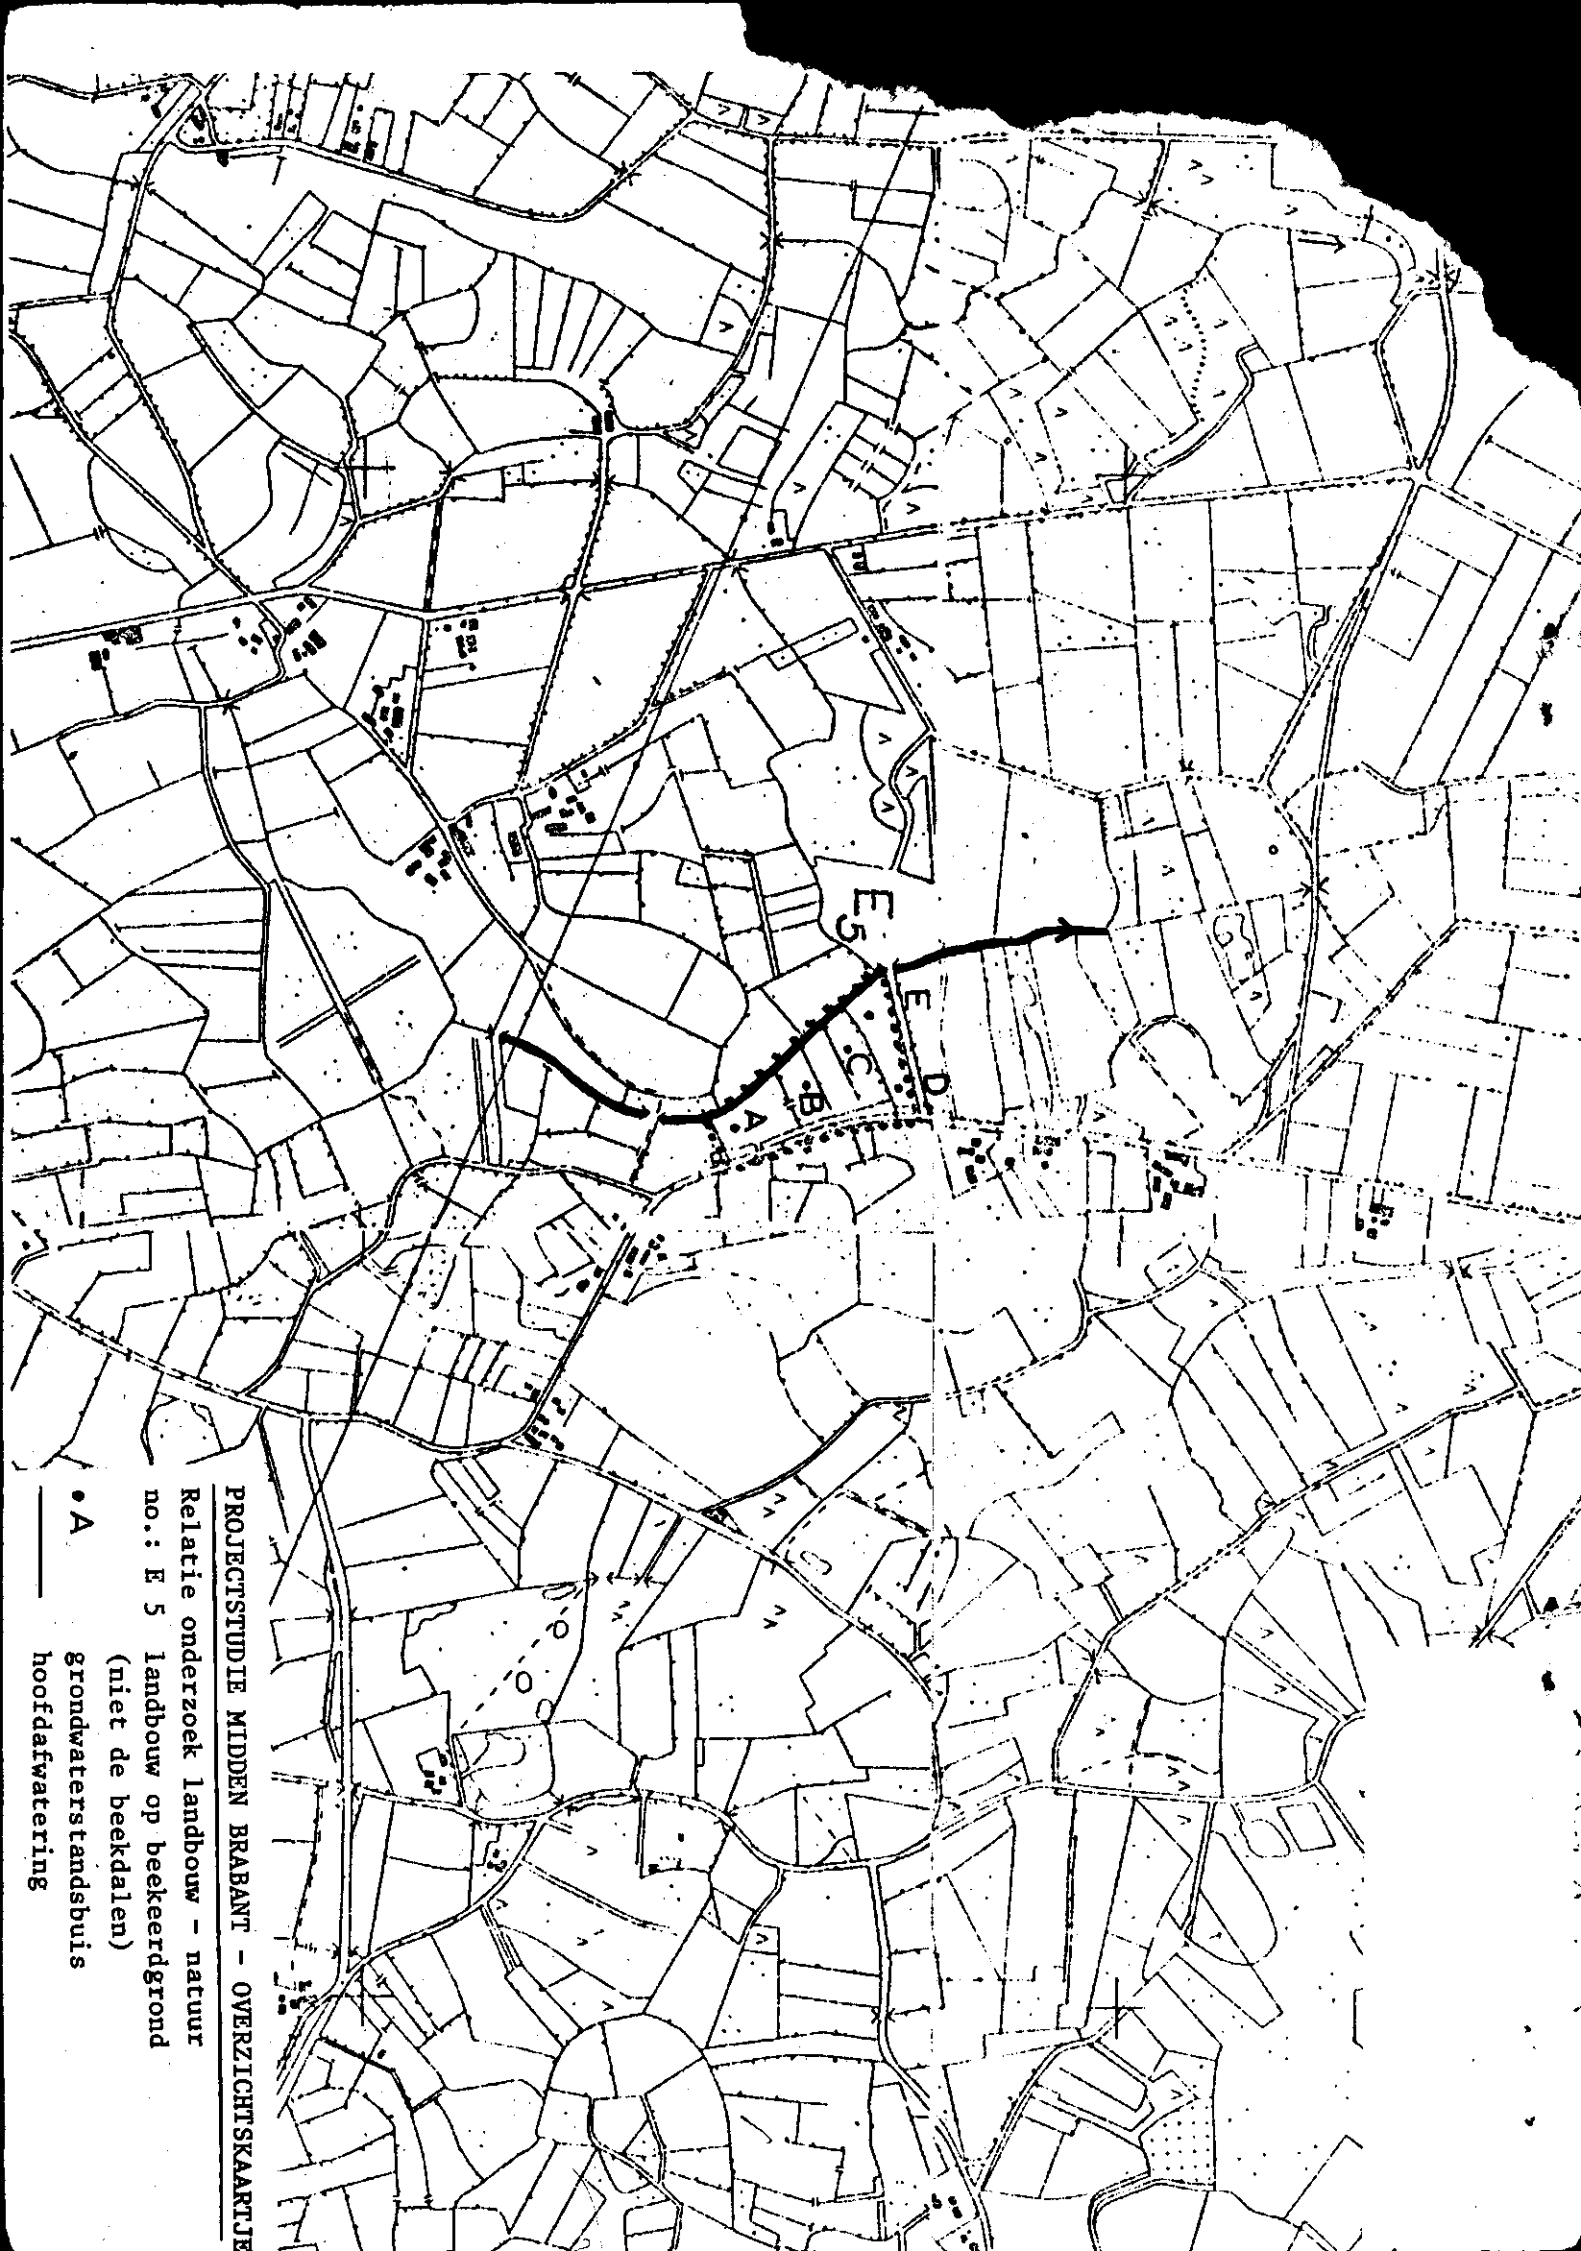 E5
E
D
C
B
A
PROJECTSTUDIE MIDDEN BRABANT - OVERZICHTSKAARTJE
Relatie onderzoek landbouw - natuur
no.: E 5 landbouw op beekeerdgrond
(niet de beekdalen)
• A grondwaterstandsbuis
hoofdafwatering